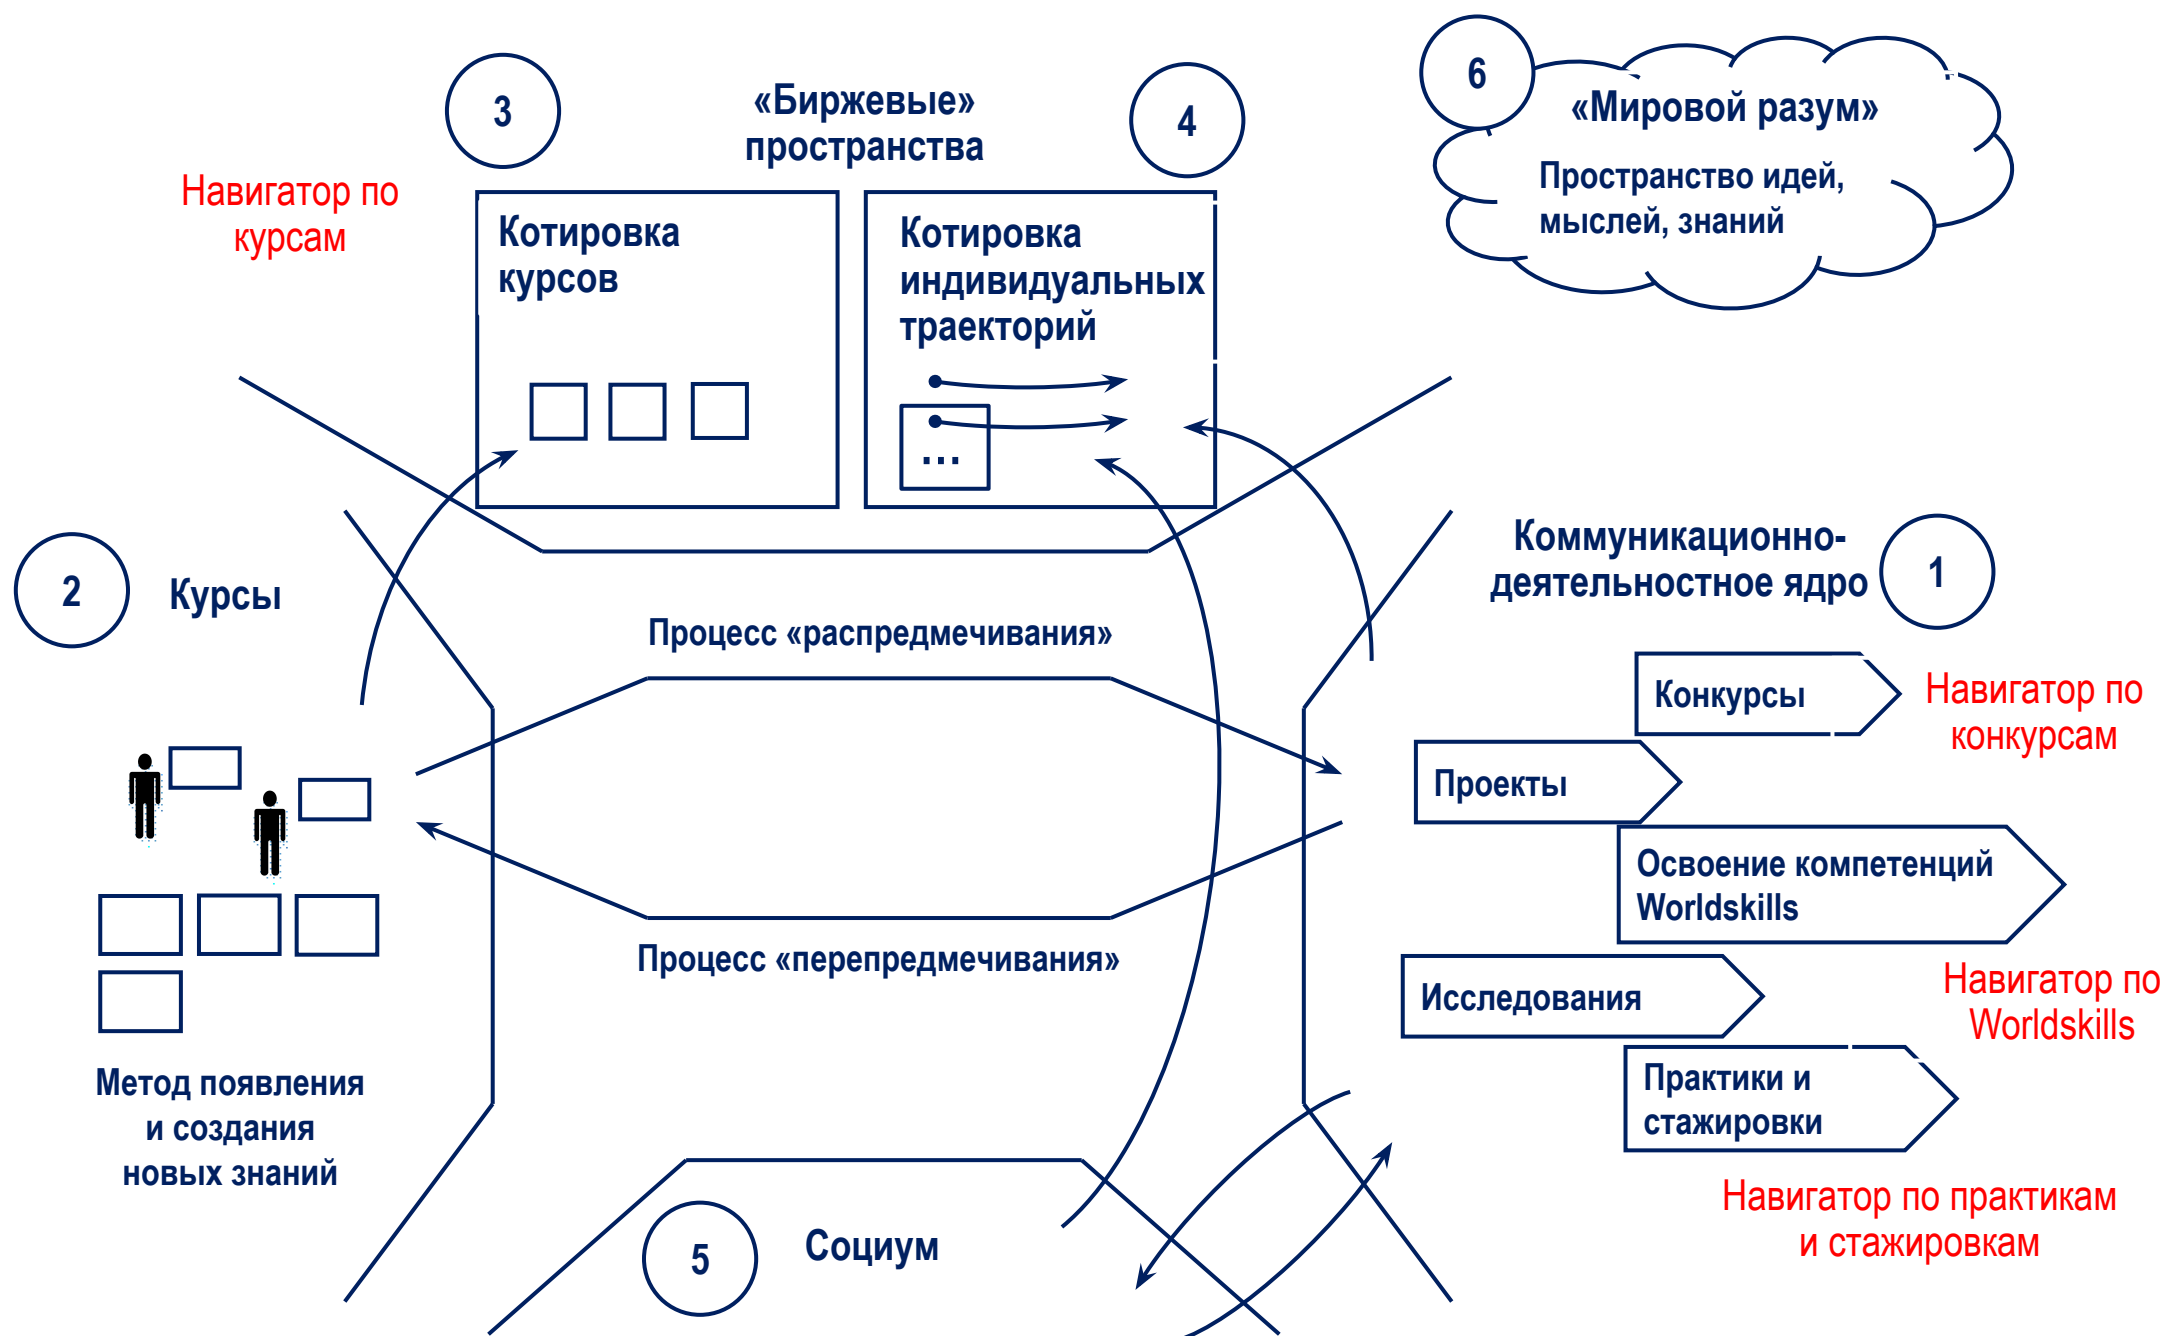 3
«Биржевые»
пространства
4
6
«Мировой разум»
Пространство идей,
мыслей, знаний
Навигатор по
курсам
Котировка
курсов
Котировка
индивидуальных
траекторий
...
2
Курсы
Коммуникационно-
деятельностное ядро
1
Процесс «распредмечивания»
Конкурсы
Навигатор по
конкурсам
Проекты
Освоение компетенций
Worldskills
Процесс «перепредмечивания»
Исследования
Навигатор по
Worldskills
Метод появления
и создания
новых знаний
Практики и
стажировки
Навигатор по практикам
и стажировкам
5
Социум